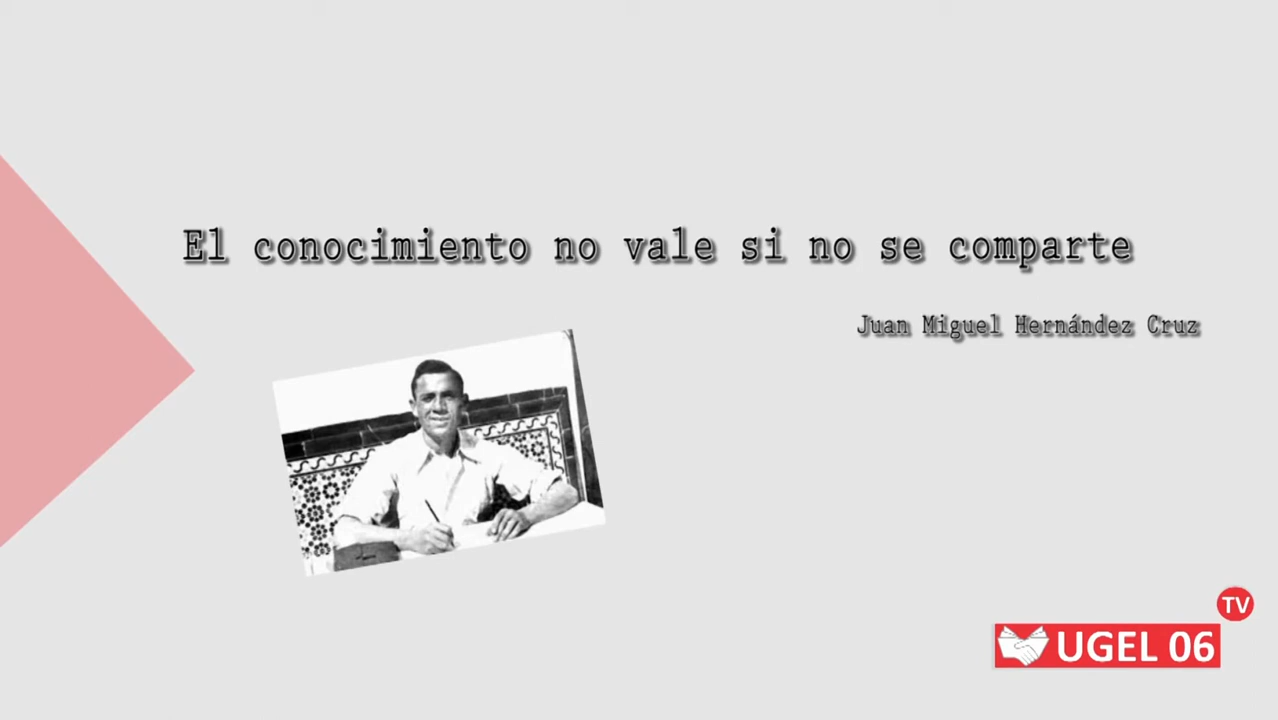 El conocimiento no vale si no se comparte
Juan Miguel Hernández Cruz
TV
UGEL 06